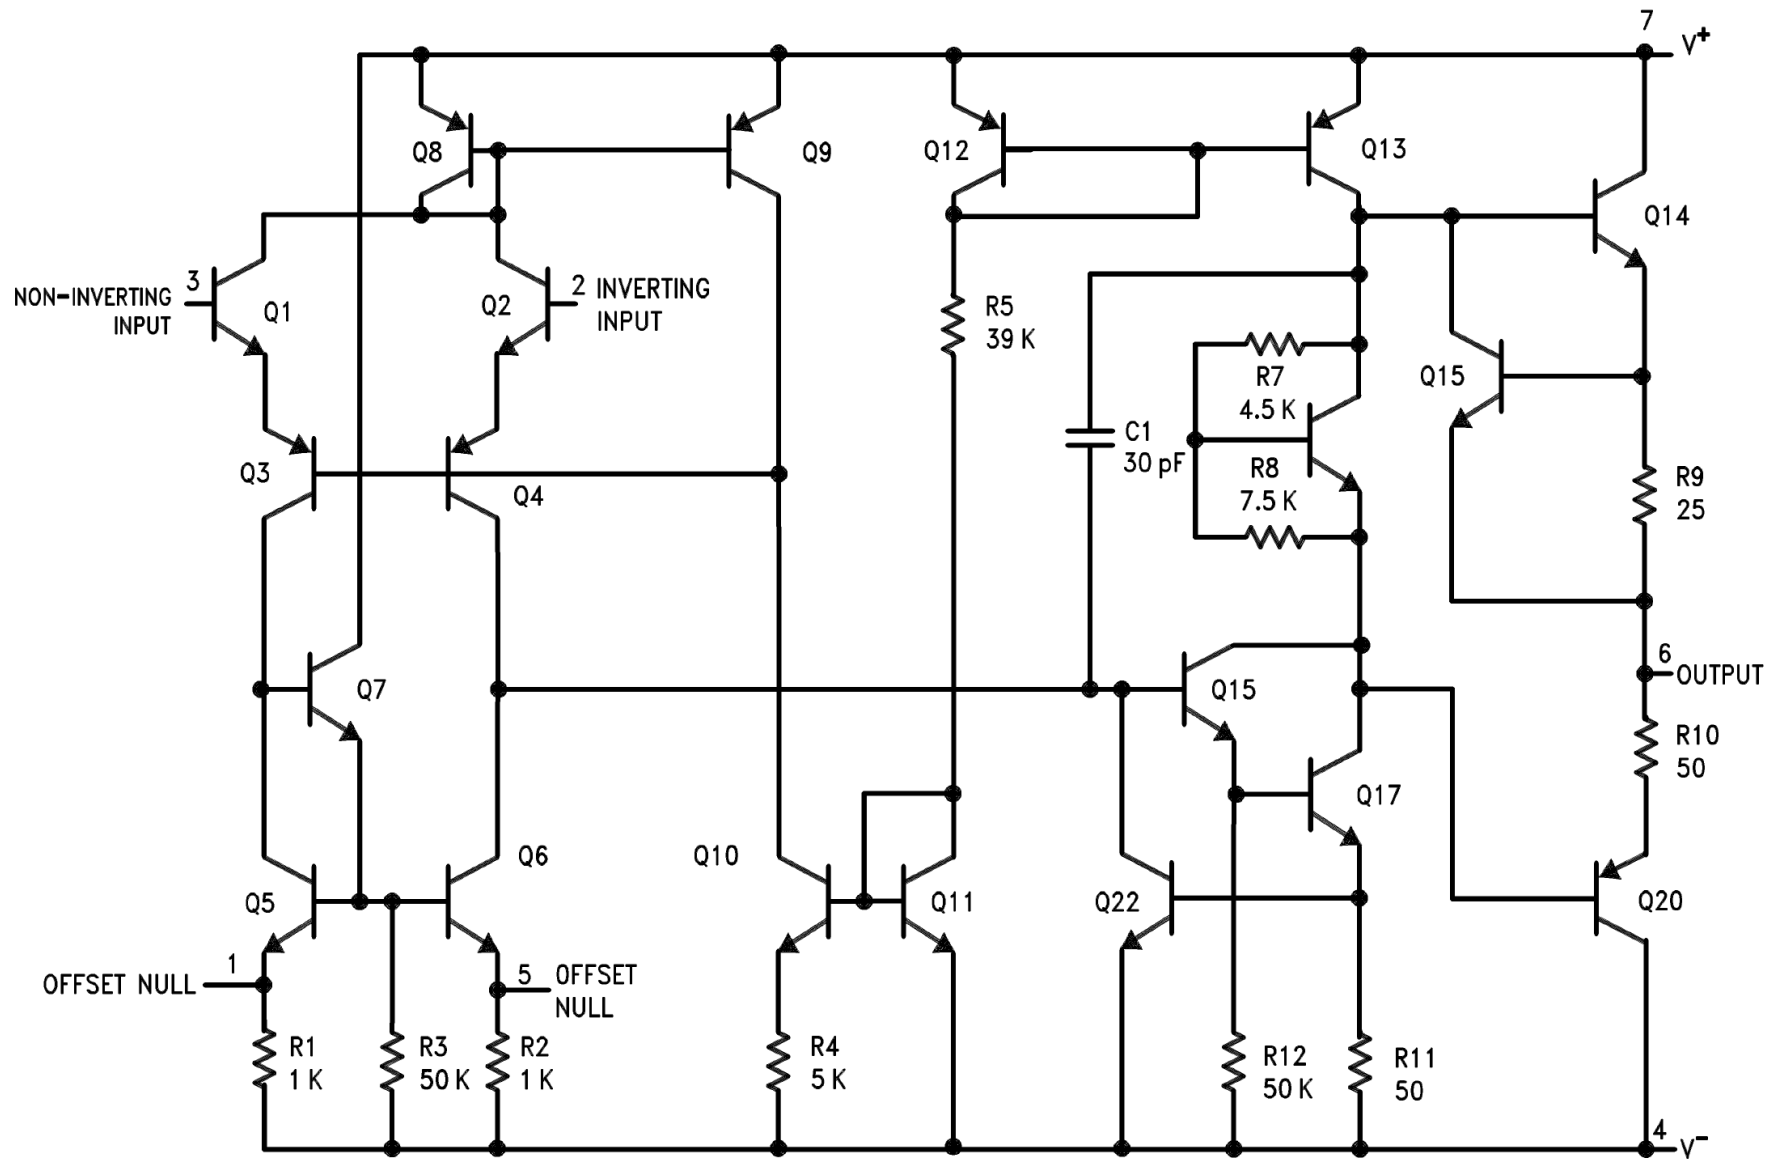 7
V+
Q8
Q9
Q12
Q13
Q14
3
NON-INVERTING
INPUT
Q1
Q2
2 INVERTING
INPUT
R5
39 K
R7
4.5 K
Q15
C1
30 pF
R8
7.5 K
R9
25
Q3
Q4
6
OUTPUT
Q7
Q15
R10
50
Q17
Q6
Q10
Q5
Q11
Q22
Q20
1
OFFSET NULL
5
OFFSET
NULL
R1
1 K
R3
50 K
R2
1 K
R4
5 K
R12
50 K
R11
50
4
V-